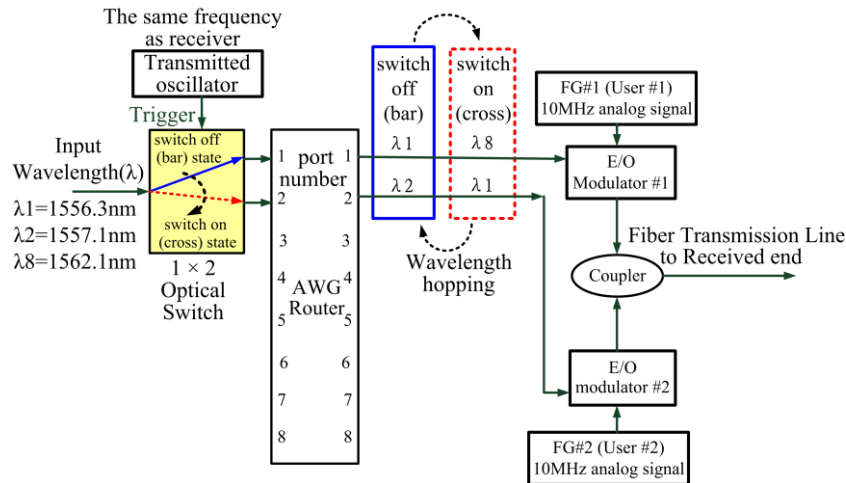 The same frequency
as receiver
Transmitted
oscillator
Trigger
Input
Wavelength(λ)
λ1=1556.3nm
λ2=1557.1nm
λ8=1562.1nm
switch off
(bar) state
switch on
(cross) state
1 × 2
Optical
Switch
port
number
AWG
Router
1 1
2 2
3 3
4 4
5 5
6 6
7 7
8 8
switch
off
(bar)
λ1
λ2
switch
on
(cross)
λ8
λ1
Wavelength
hopping
FG#1 (User #1)
10MHz analog signal
E/O
Modulator #1
Fiber Transmission Line
to Received end
Coupler
E/O
modulator #2
FG#2 (User #2)
10MHz analog signal